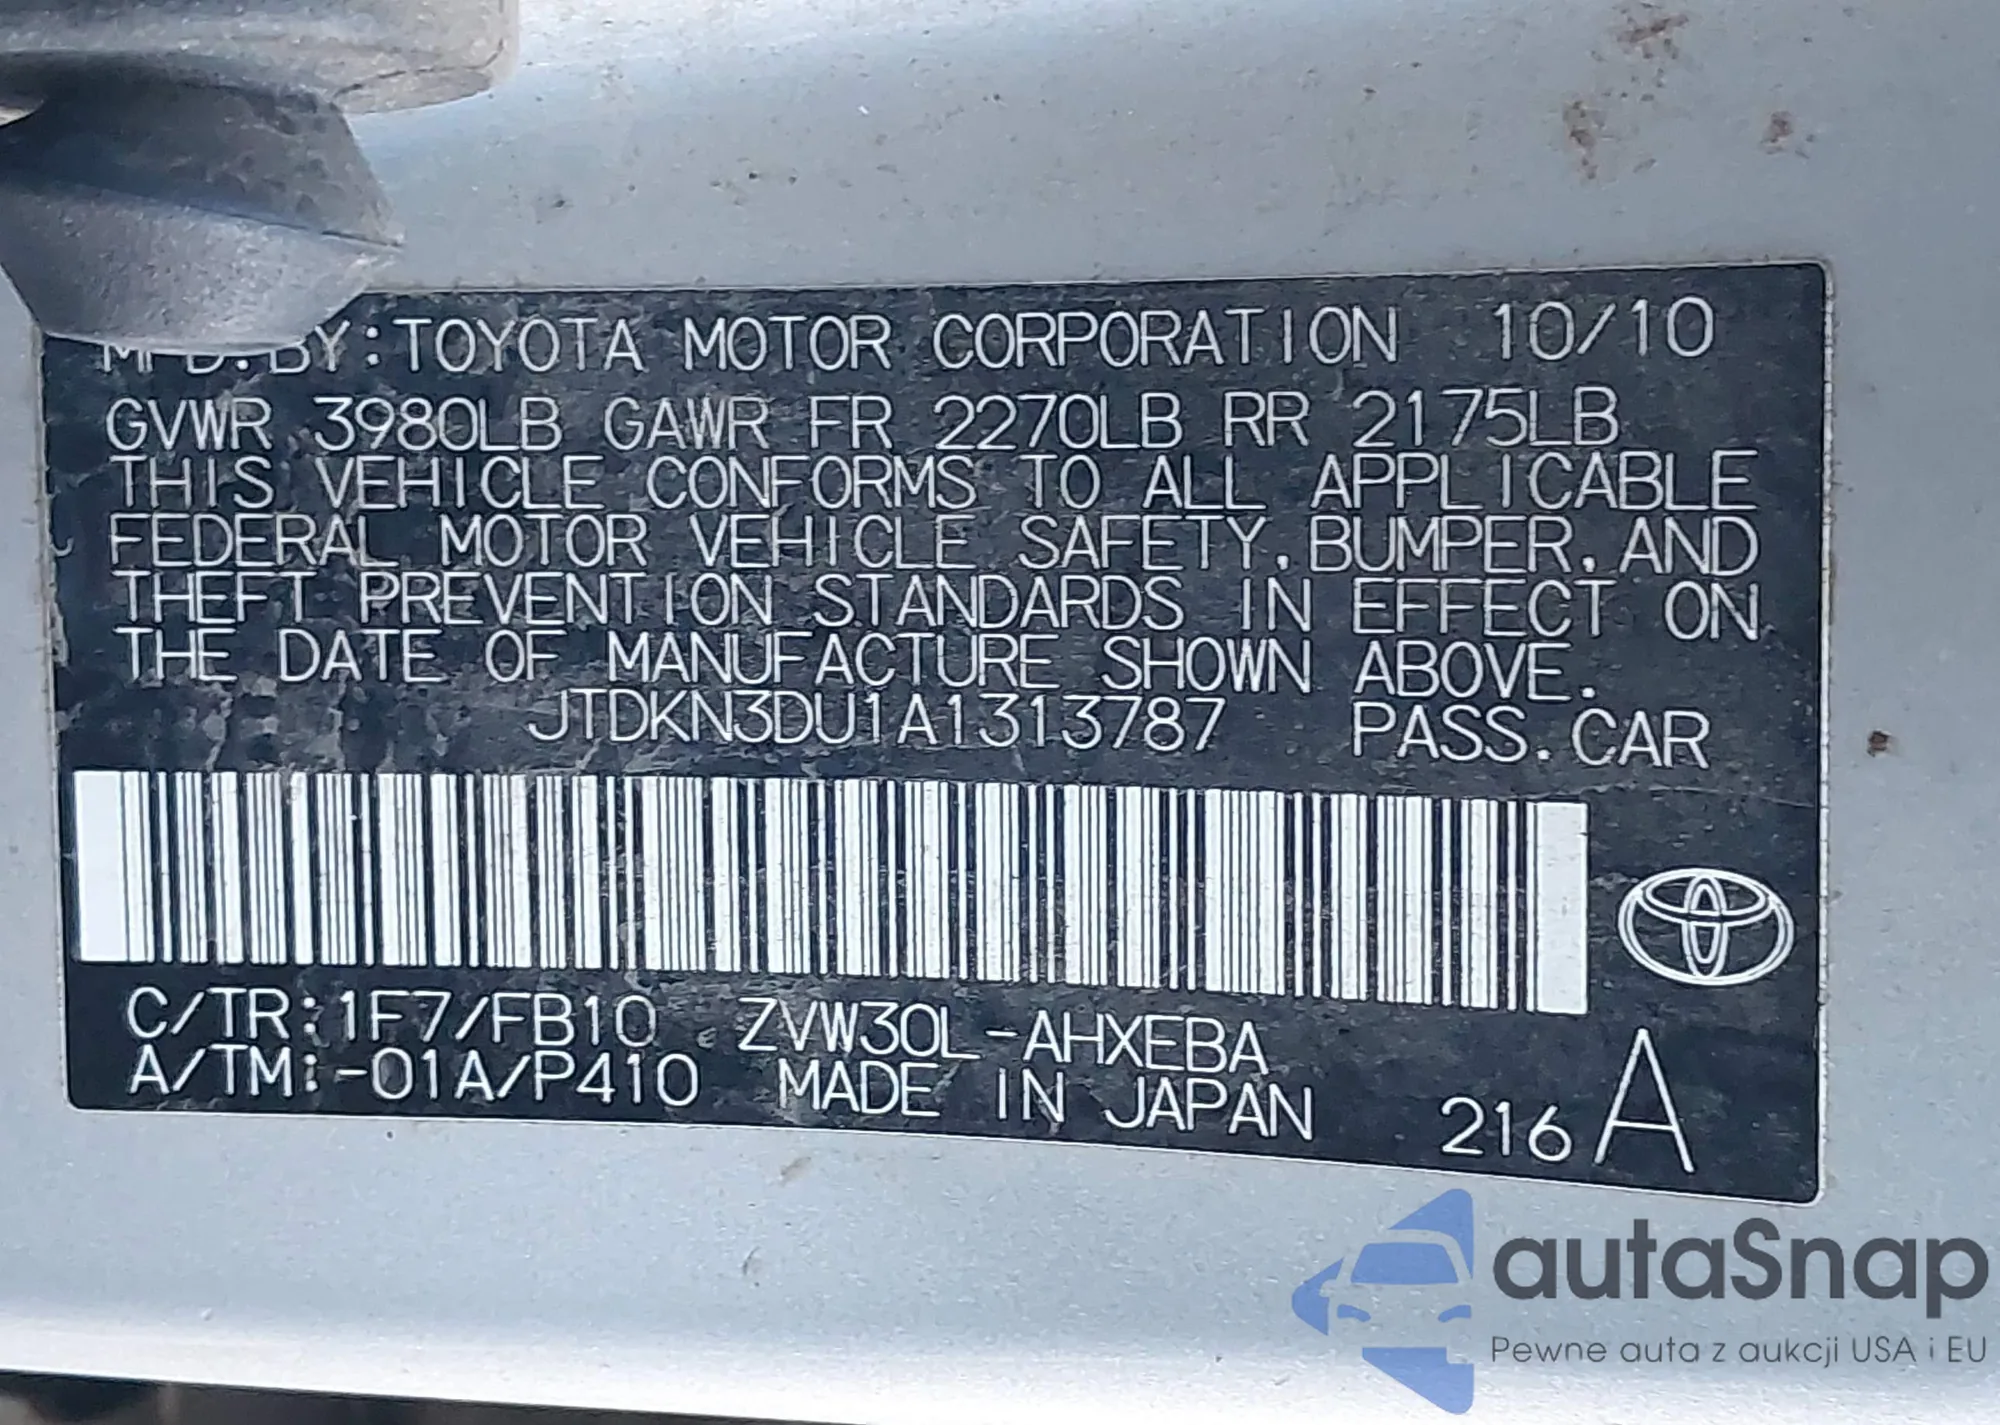 MFD. BY: TOYOTA MOTOR CORPORATION 10/10
GVWR 3980LB GAWR FR 2270LB RR 2175LB
THIS VEHICLE CONFORMS TO ALL APPLICABLE
FEDERAL MOTOR VEHICLE SAFETY, BUMPER, AND
THEFT PREVENTION STANDARDS IN EFFECT ON
THE DATE OF MANUFACTURE SHOWN ABOVE.
JTDKN3DU1A1313787 PASS. CAR
C/TR: 1F7/FB10 ZVW30L-AHXEBA
A/TM: -01A/P410 MADE IN JAPAN 216 A
autaSnap
Pewne auta z aukcji USA i EU